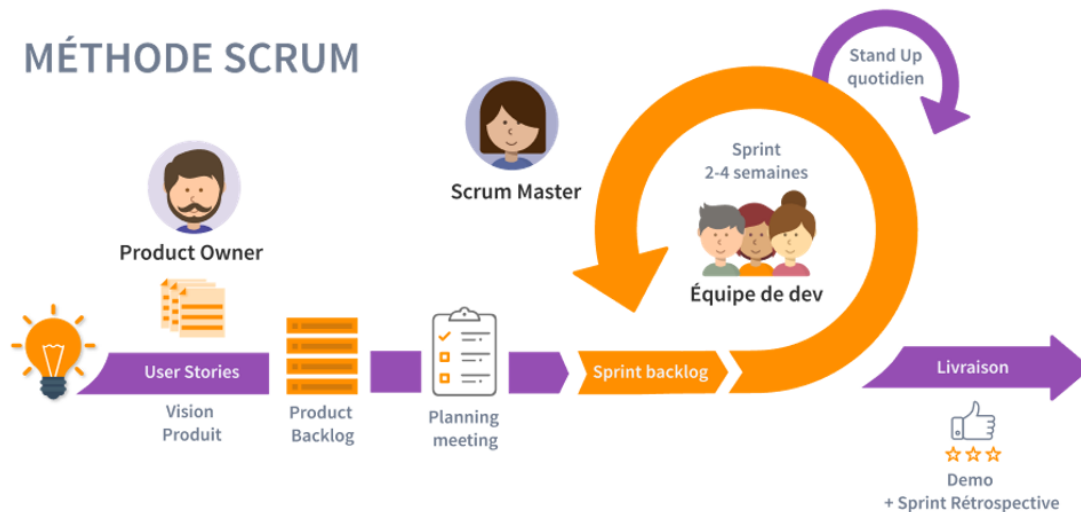 MÉTHODE SCRUM
Stand Up
quotidien
Scrum Master
Sprint
2-4 semaines
Équipe de dev
Product Owner
User Stories
Vision
Produit
Product
Backlog
Planning
meeting
Sprint backlog
Livraison
Demo
+ Sprint Rétrospective